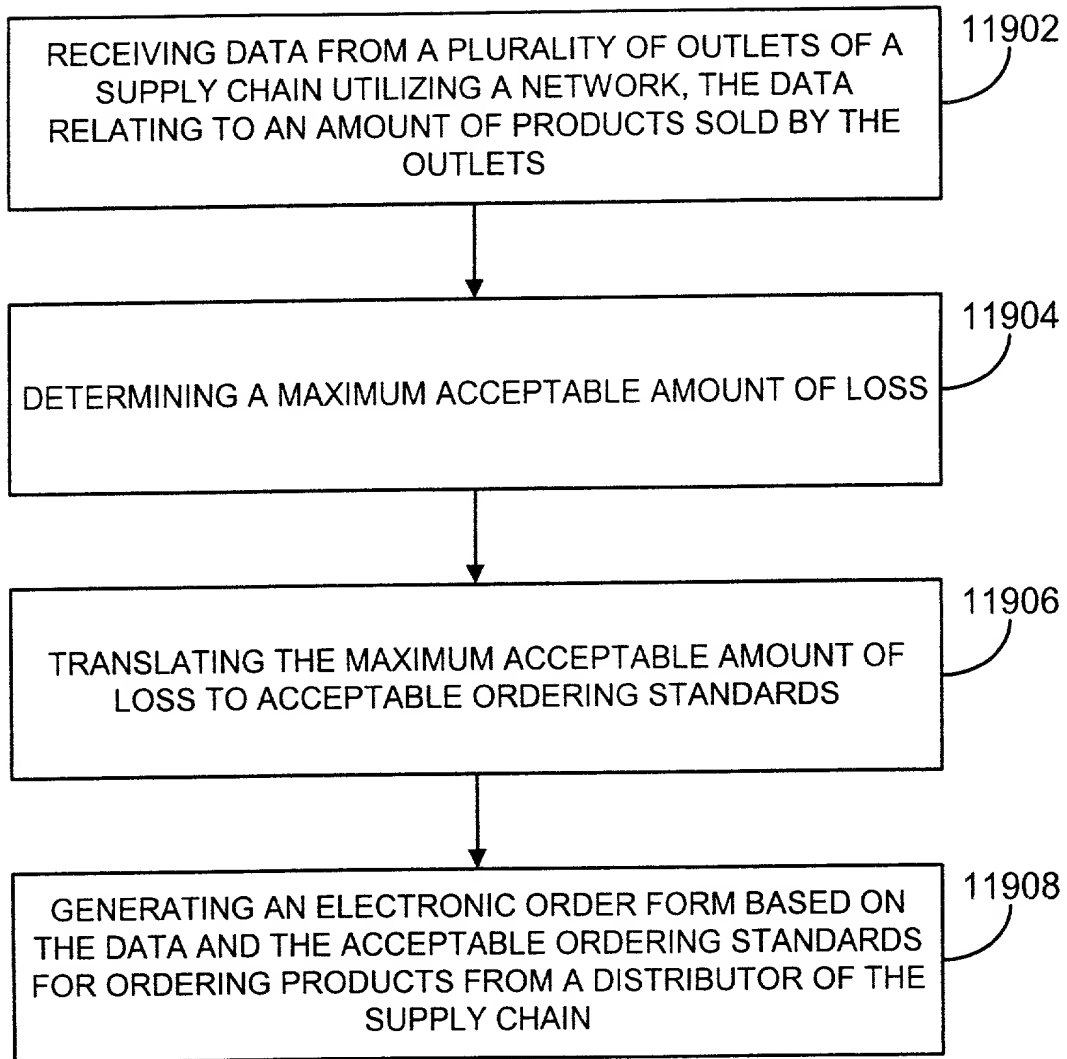 RECEIVING DATA FROM A PLURALITY OF OUTLETS OF A
SUPPLY CHAIN UTILIZING A NETWORK, THE DATA
RELATING TO AN AMOUNT OF PRODUCTS SOLD BY THE
OUTLETS
11902
DETERMINING A MAXIMUM ACCEPTABLE AMOUNT OF LOSS
11904
TRANSLATING THE MAXIMUM ACCEPTABLE AMOUNT OF
LOSS TO ACCEPTABLE ORDERING STANDARDS
11906
GENERATING AN ELECTRONIC ORDER FORM BASED ON
THE DATA AND THE ACCEPTABLE ORDERING STANDARDS
FOR ORDERING PRODUCTS FROM A DISTRIBUTOR OF THE
SUPPLY CHAIN
11908